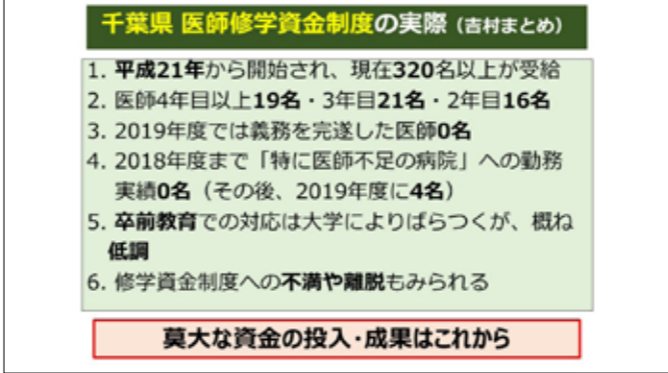 千葉県 医師修学資金制度の実際（吉村まとめ）
1. 平成21年から開始され、現在320名以上が受給
2. 医師4年目以上19名・3年目21名・2年目16名
3. 2019年度では義務を完遂した医師0名
4. 2018年度まで「特に医師不足の病院」への勤務
実績0名（その後、2019年度に4名）
5. 卒前教育での対応は大学によりばらつくが、概ね
低調
6. 修学資金制度への不満や離脱もみられる
莫大な資金の投入･成果はこれから